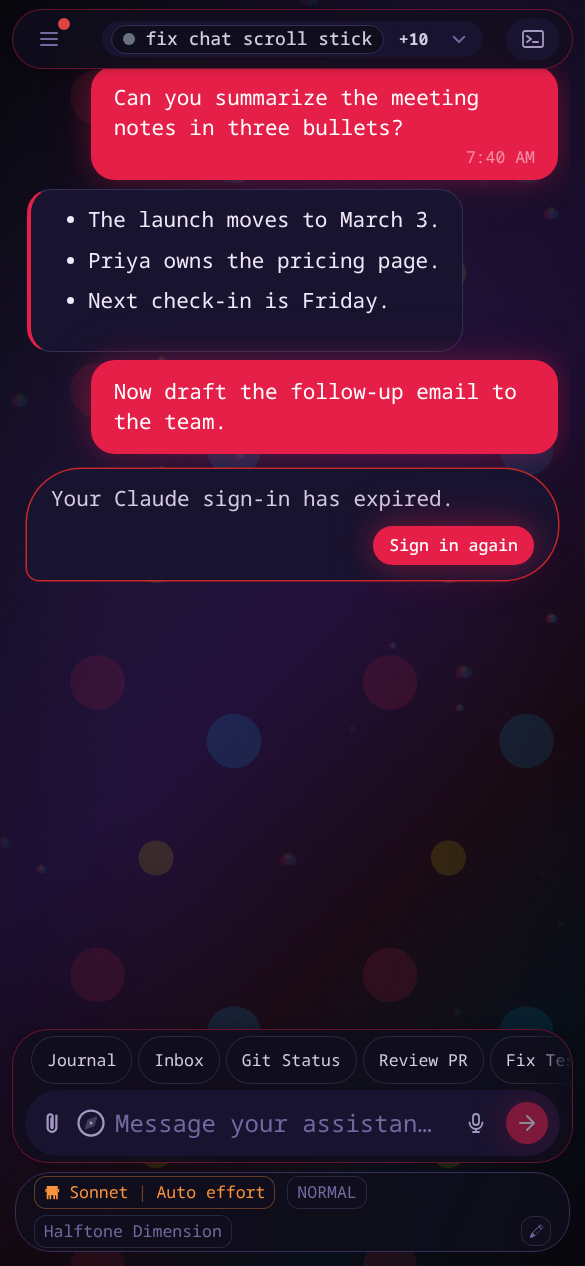 fix chat scroll stick +10
Can you summarize the meeting
notes in three bullets?
7:40 AM
• The launch moves to March 3.
• Priya owns the pricing page.
• Next check-in is Friday.
Now draft the follow-up email to
the team.
Your Claude sign-in has expired.
Sign in again
Journal Inbox Git Status Review PR Fix Te
Message your assistan…
Sonnet | Auto effort NORMAL
Halftone Dimension